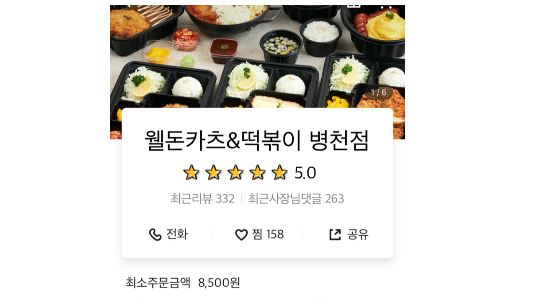 1 / 6
웰돈카츠&떡볶이 병천점
5.0
최근리뷰 332 | 최근사장님댓글 263
전화 찜 158 공유
최소주문금액 8,500원